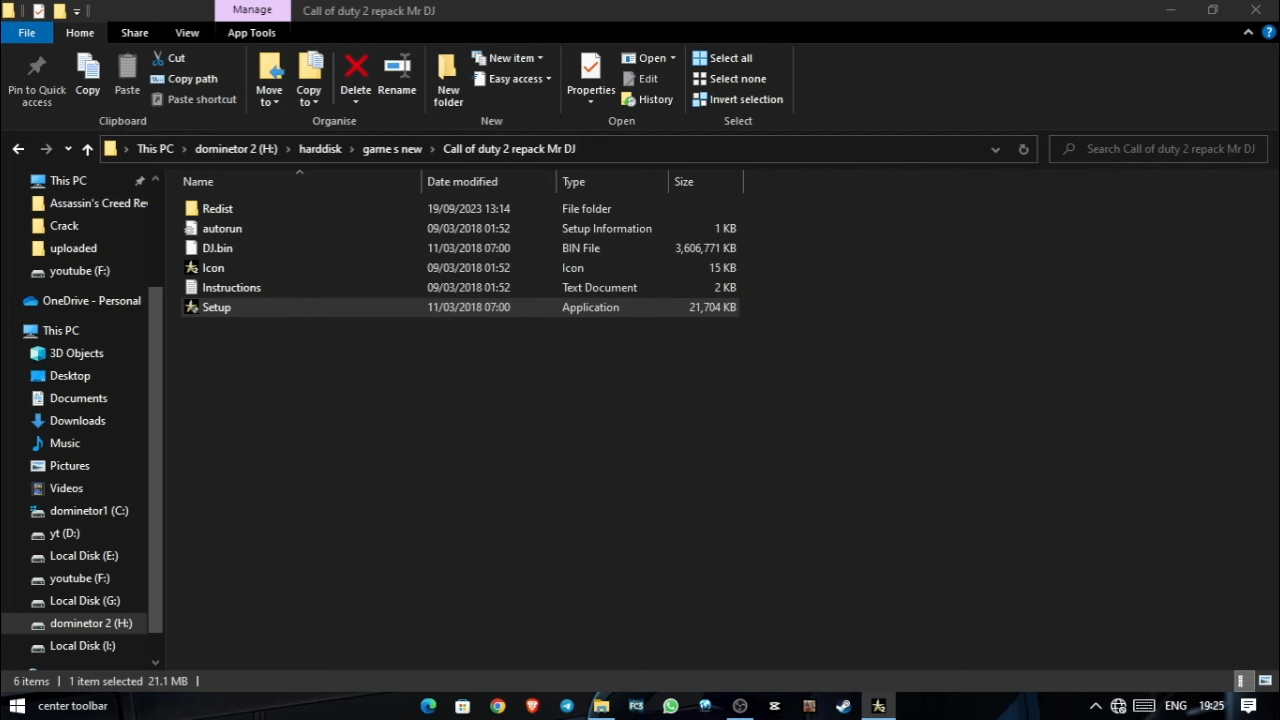 Manage
Call of duty 2 repack Mr DJ
File
Home
Share
View
App Tools
Pin to Quick access
Copy
Paste
Cut
Copy path
Paste shortcut
Clipboard
Move to
Copy to
Delete
Rename
Organise
New folder
New item
Easy access
New
Properties
Open
Edit
History
Open
Select all
Select none
Invert selection
Select
This PC > dominetor 2 (H:) > harddisk > game s new > Call of duty 2 repack Mr DJ
Search Call of duty 2 repack Mr DJ
This PC
Assassin's Creed Re
Crack
uploaded
youtube (F:)
OneDrive - Personal
This PC
3D Objects
Desktop
Documents
Downloads
Music
Pictures
Videos
dominetor1 (C:)
yt (D:)
Local Disk (E:)
youtube (F:)
Local Disk (G:)
dominetor 2 (H:)
Local Disk (I:)
Name Date modified Type Size
Redist 19/09/2023 13:14 File folder
autorun 09/03/2018 01:52 Setup Information 1 KB
DJ.bin 11/03/2018 07:00 BIN File 3,606,771 KB
Icon 09/03/2018 01:52 Icon 15 KB
Instructions 09/03/2018 01:52 Text Document 2 KB
Setup 11/03/2018 07:00 Application 21,704 KB
6 items 1 item selected 21.1 MB
center toolbar
PCS
ENG
19:25